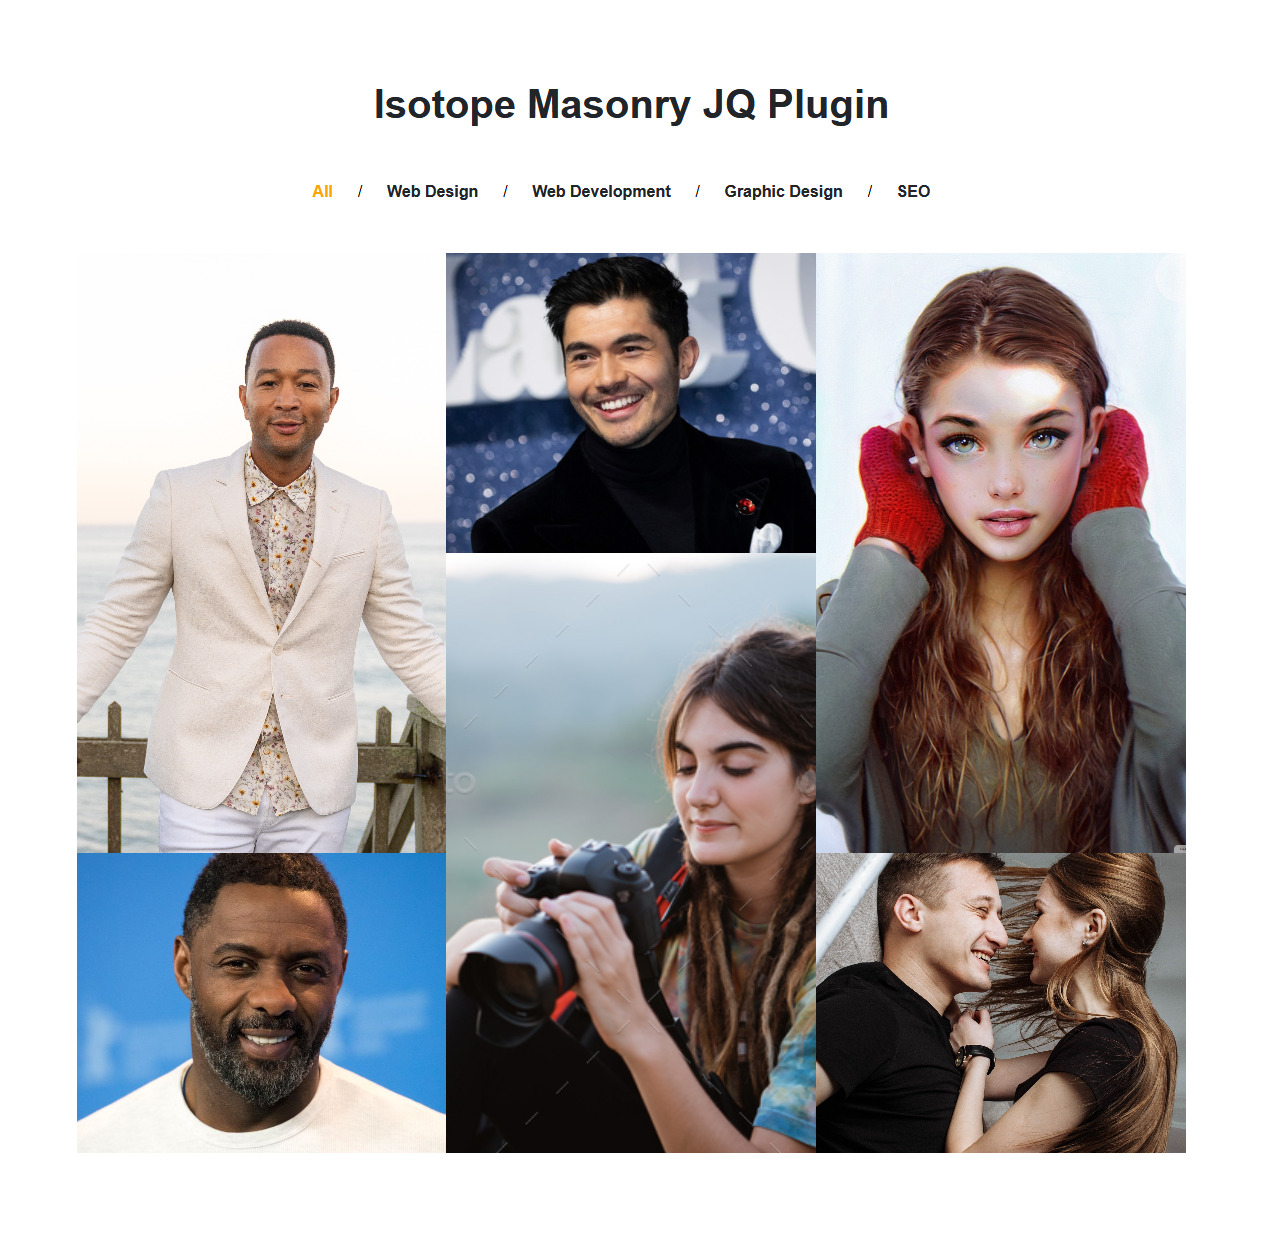 Isotope Masonry JQ Plugin
All / Web Design / Web Development / Graphic Design / SEO